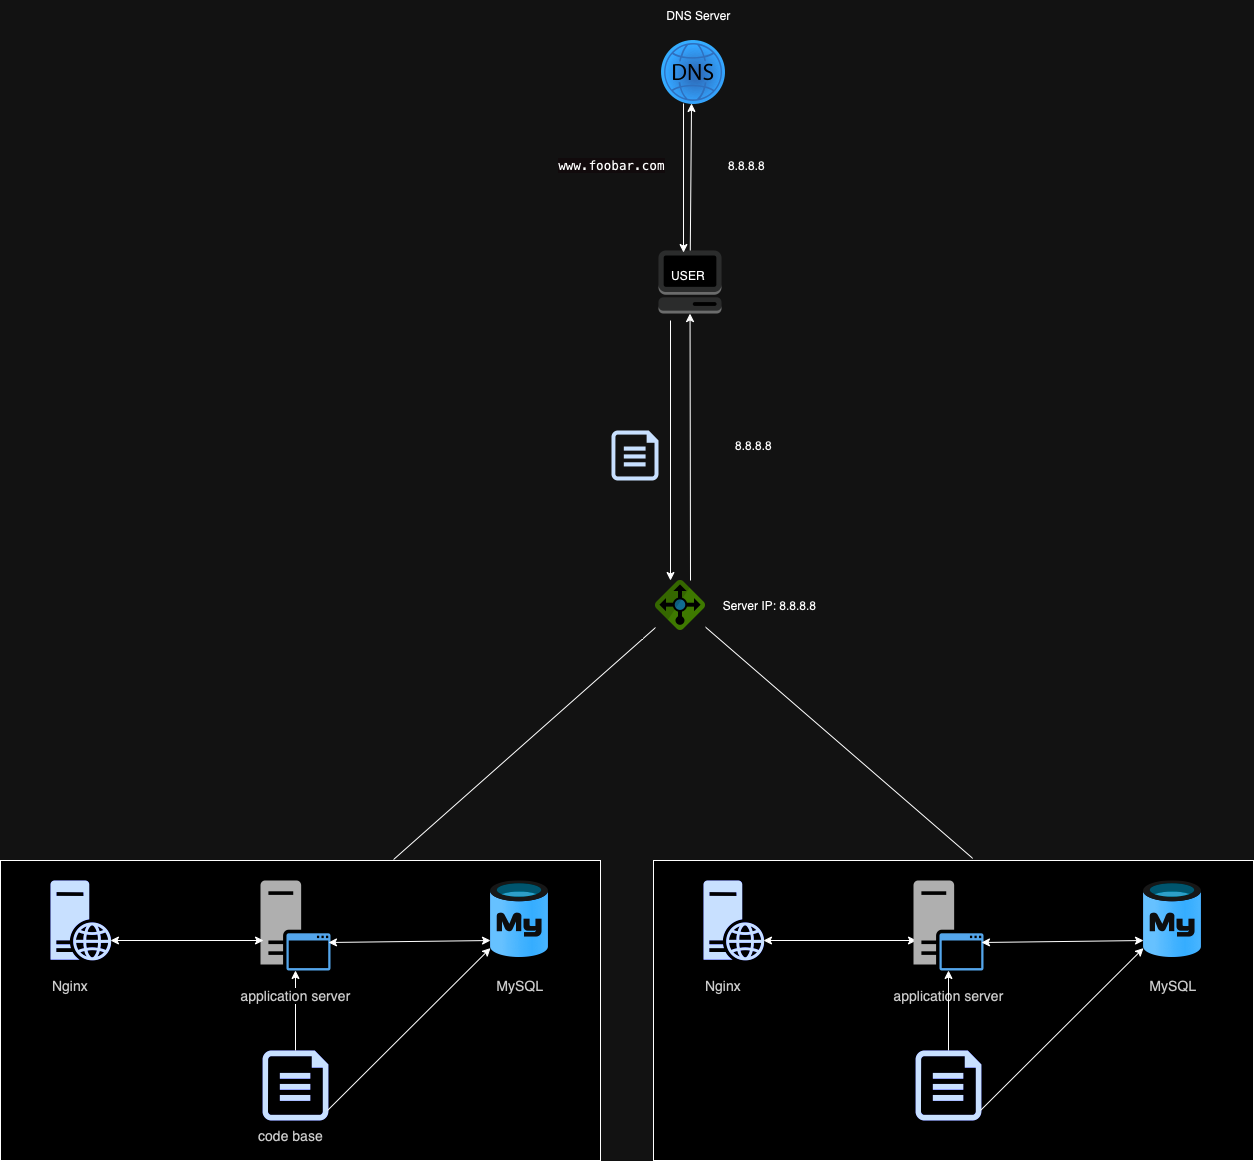 DNS Server
DNS
www.foobar.com
8.8.8.8
USER
8.8.8.8
Server IP: 8.8.8.8
My
My
Nginx
application server
MySQL
Nginx
application server
MySQL
code base